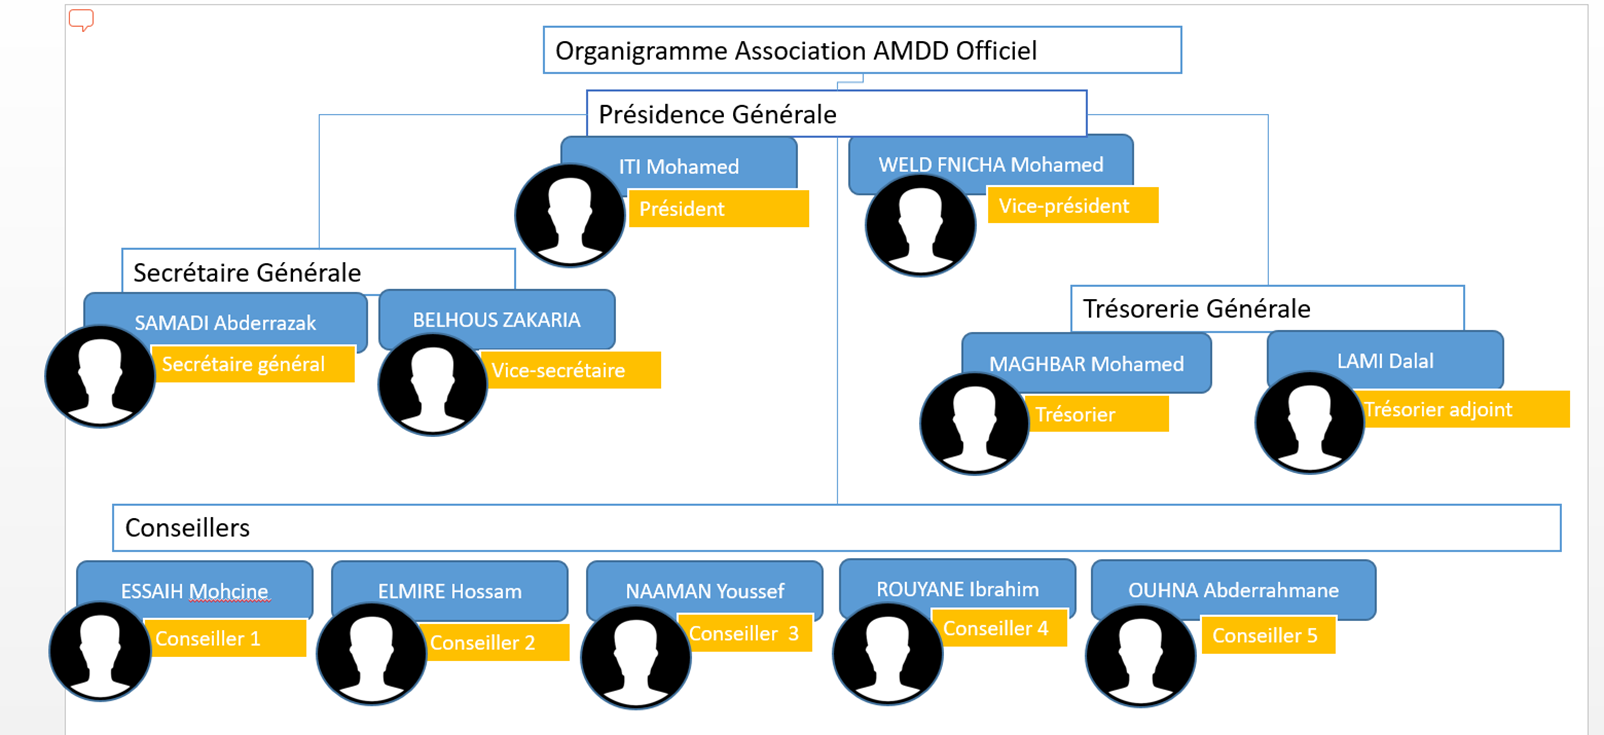 Organigramme Association AMDD Officiel
Présidence Générale
ITI Mohamed
Président
WELD FNICHA Mohamed
Vice-président
Secrétaire Générale
SAMADI Abderrazak
Secrétaire général
BELHOUS ZAKARIA
Vice-secrétaire
Trésorerie Générale
MAGHBAR Mohamed
Trésorier
LAMI Dalal
Trésorier adjoint
Conseillers
ESSAIH Mohcine
Conseiller 1
ELMIRE Hossam
Conseiller 2
NAAMAN Youssef
Conseiller  3
ROUYANE Ibrahim
Conseiller 4
OUHNA Abderrahmane
Conseiller 5